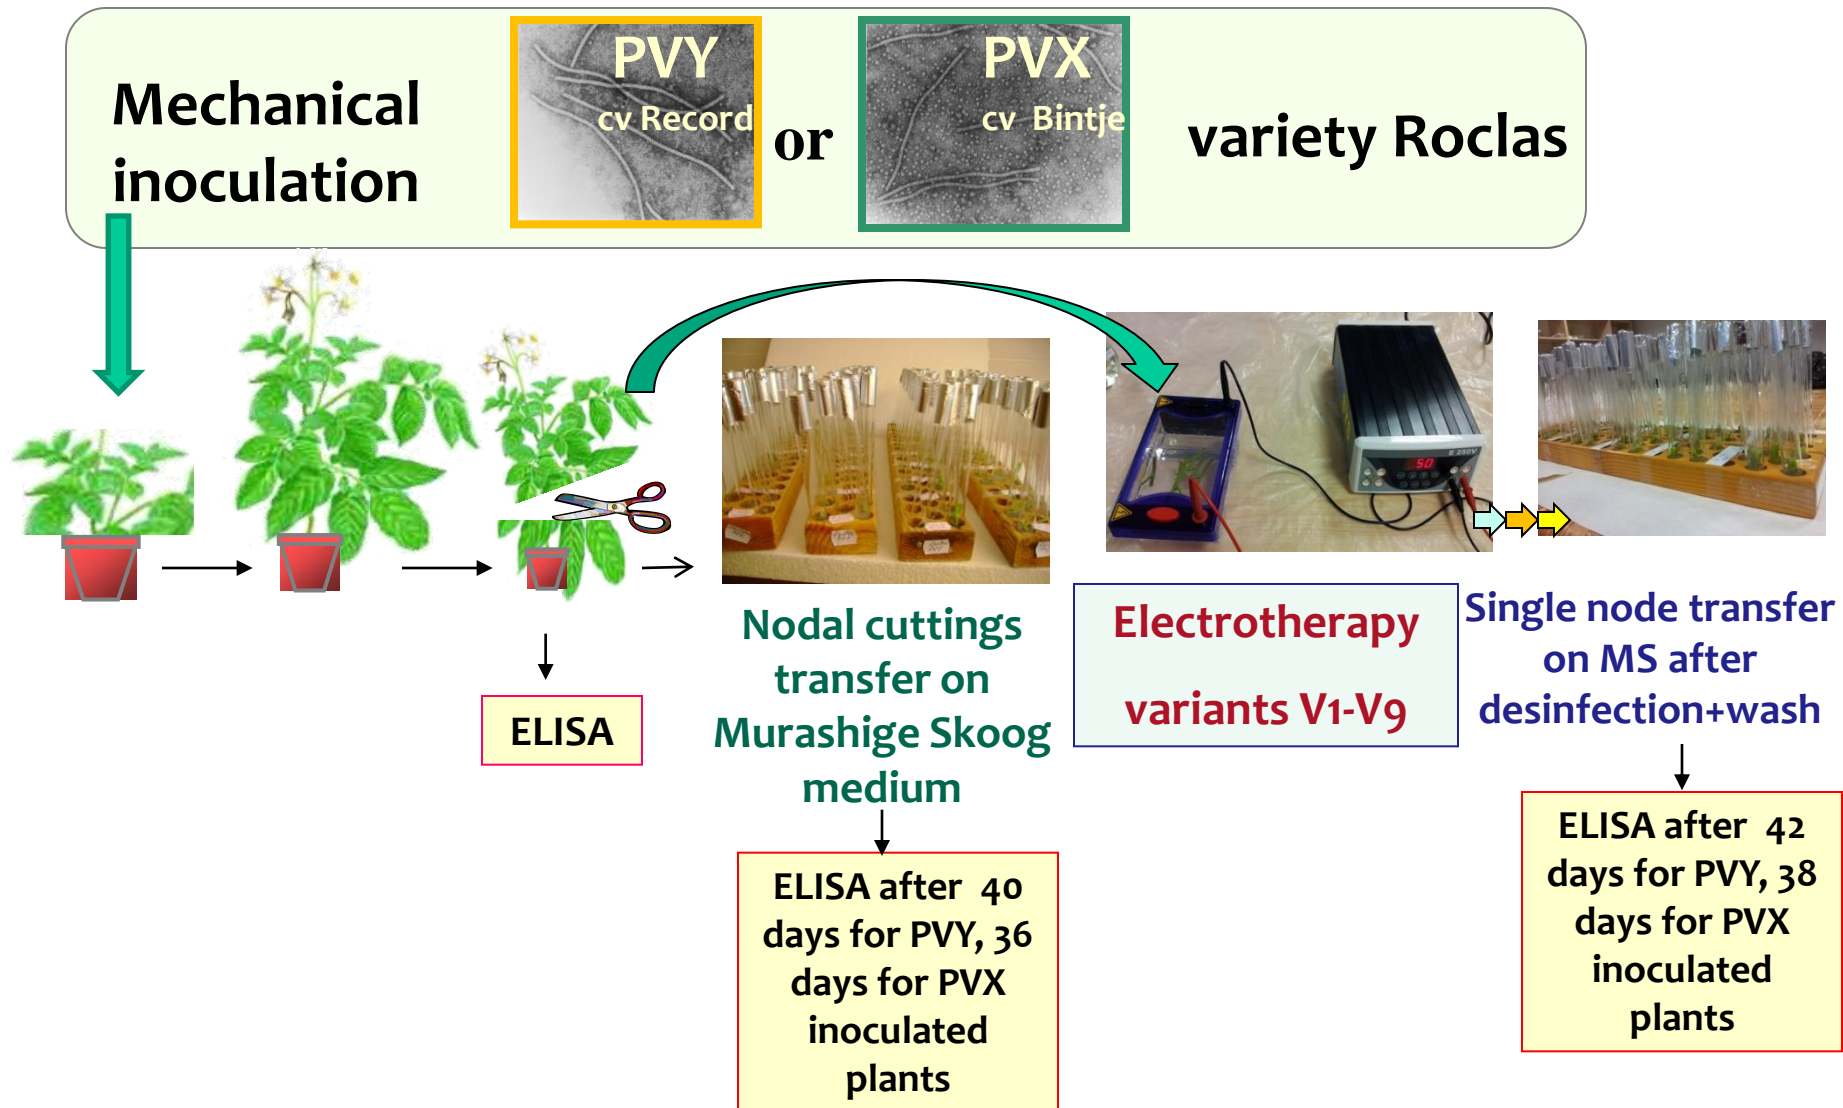 Mechanical
inoculation
PVY
cv Record
or
PVX
cv Bintje
variety Roclas
E 250V
50
ELISA
Nodal cuttings
transfer on
Murashige Skoog
medium
Electrotherapy
variants V1-V9
Single node transfer
on MS after
desinfection+wash
ELISA after 40
days for PVY, 36
days for PVX
inoculated
plants
ELISA after 42
days for PVY, 38
days for PVX
inoculated
plants